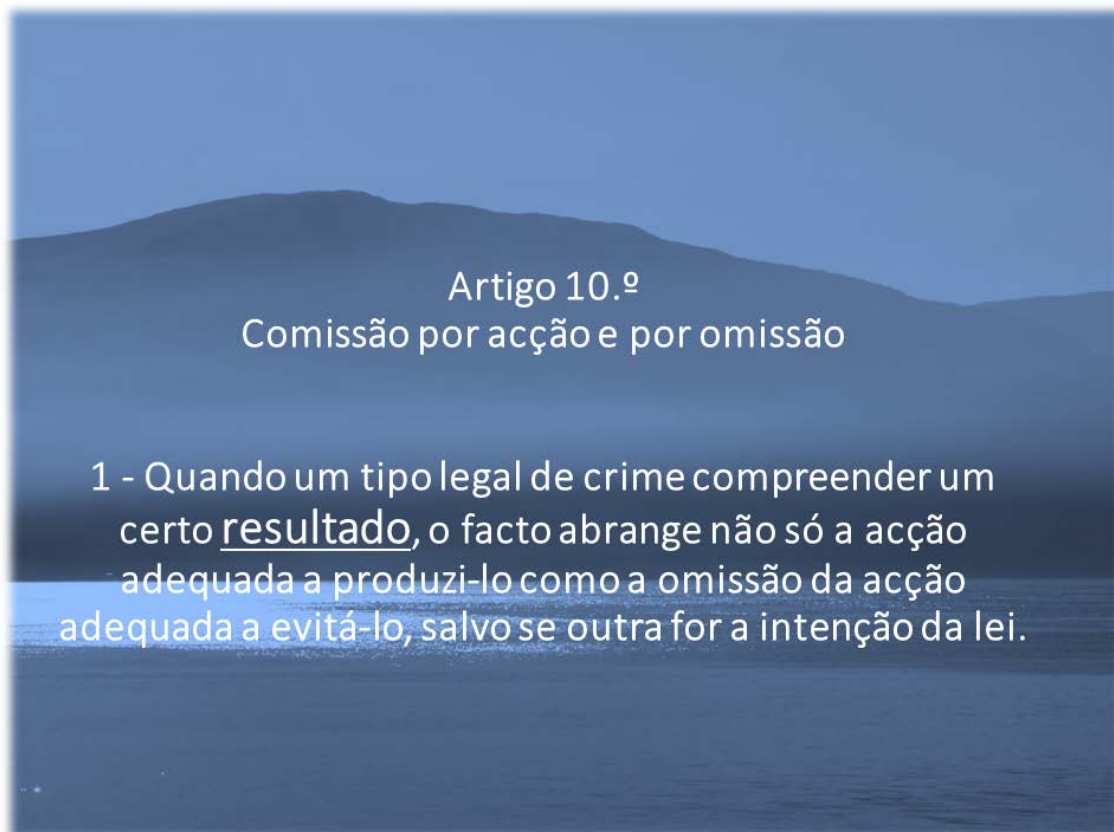 Artigo 10.º
Comissão por acção e por omissão
1 - Quando um tipo legal de crime compreender um
certo resultado, o facto abrange não só a acção
adequada a produzi-lo como a omissão da acção
adequada a evitá-lo, salvo se outra for a intenção da lei.